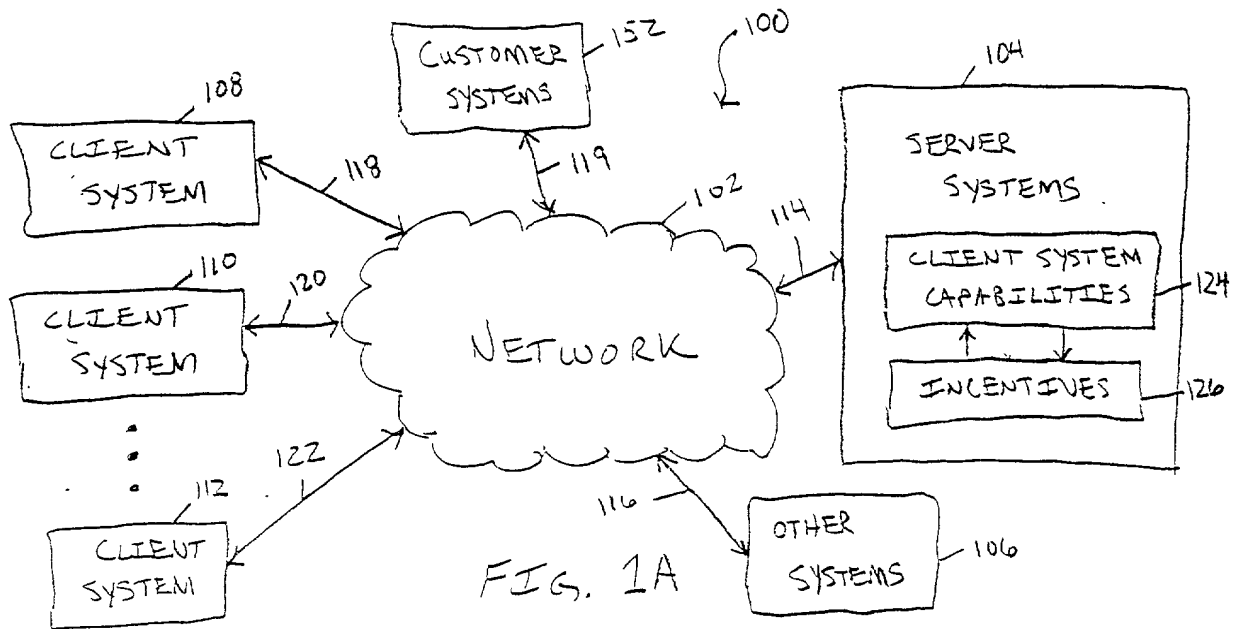 CUSTOMER
SYSTEMS
152
100
104
108
CLIENT
SYSTEM
118
119
102
114
SERVER
SYSTEMS
110
CLIENT
SYSTEM
120
NETWORK
CLIENT SYSTEM
CAPABILITIES
124
INCENTIVES
126
122
112
CLIENT
SYSTEM
116
OTHER
SYSTEMS
106
FIG. 1A